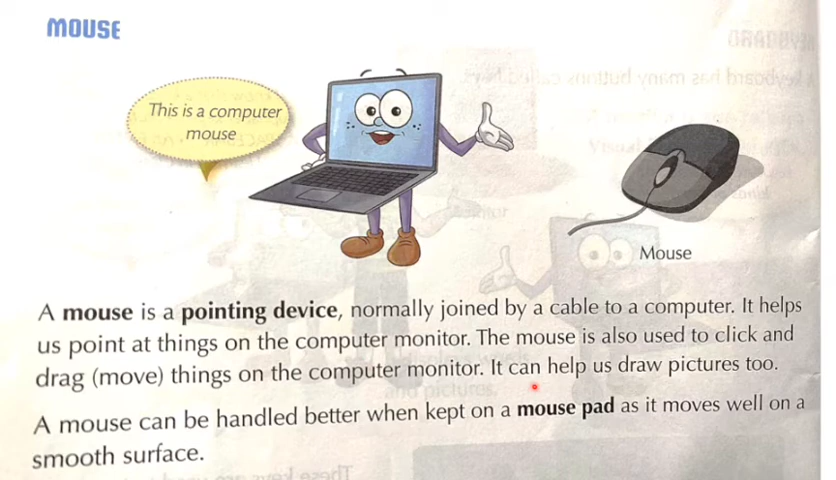 MOUSE
This is a computer
mouse
Mouse
A mouse is a pointing device, normally joined by a cable to a computer. It helps
us point at things on the computer monitor. The mouse is also used to click and
drag (move) things on the computer monitor. It can help us draw pictures too.
A mouse can be handled better when kept on a mouse pad as it moves well on a
smooth surface.